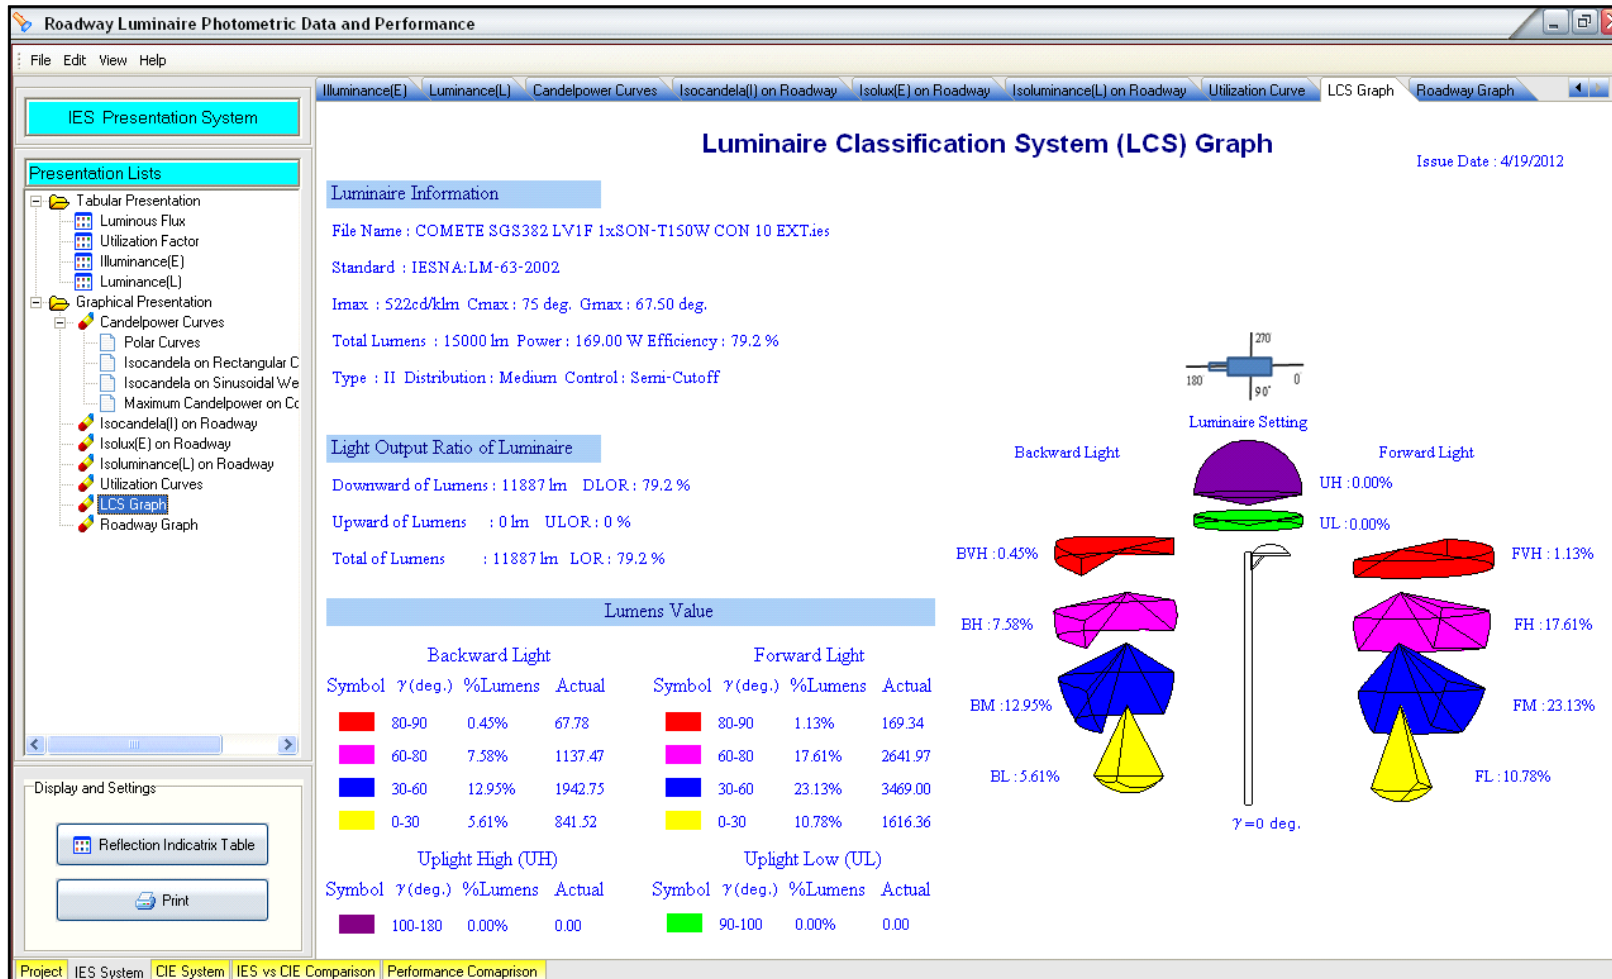 Roadway Luminaire Photometric Data and Performance
File Edit View Help
Illuminance(E) Luminance(L) Candelpower Curves Isocandela(I) on Roadway Isolux(E) on Roadway Isoluminance(L) on Roadway Utilization Curve LCS Graph Roadway Graph
IES Presentation System
Presentation Lists
Tabular Presentation
Luminous Flux
Utilization Factor
Illuminance(E)
Luminance(L)
Graphical Presentation
Candelpower Curves
Polar Curves
Isocandela on Rectangular C
Isocandela on Sinusoidal We
Maximum Candelpower on Cc
Isocandela(I) on Roadway
Isolux(E) on Roadway
Isoluminance(L) on Roadway
Utilization Curves
LCS Graph
Roadway Graph
Display and Settings
Reflection Indicatrix Table
Print
Luminaire Classification System (LCS) Graph
Issue Date : 4/19/2012
Luminaire Information
File Name : COMETE SGS382 LV1F 1xSON-T150W CON 10 EXT.ies
Standard : IESNA:LM-63-2002
Imax : 522cd/klm Cmax : 75 deg. Gmax : 67.50 deg.
Total Lumens : 15000 lm Power : 169.00 W Efficiency : 79.2 %
Type : II Distribution : Medium Control : Semi-Cutoff
Light Output Ratio of Luminaire
Downward of Lumens : 11887 lm DLOR : 79.2 %
Upward of Lumens : 0 lm ULOR : 0 %
Total of Lumens : 11887 lm LOR : 79.2 %
Lumens Value
Backward Light Forward Light
Symbol γ(deg.) %Lumens Actual Symbol γ(deg.) %Lumens Actual
80-90 0.45% 67.78 80-90 1.13% 169.34
60-80 7.58% 1137.47 60-80 17.61% 2641.97
30-60 12.95% 1942.75 30-60 23.13% 3469.00
0-30 5.61% 841.52 0-30 10.78% 1616.36
Uplight High (UH) Uplight Low (UL)
Symbol γ(deg.) %Lumens Actual Symbol γ(deg.) %Lumens Actual
100-180 0.00% 0.00 90-100 0.00% 0.00
270
180 0
90°
Luminaire Setting
Backward Light Forward Light
UH : 0.00%
UL : 0.00%
BVH : 0.45% FVH : 1.13%
BH : 7.58% FH : 17.61%
BM : 12.95% FM : 23.13%
BL : 5.61% FL : 10.78%
γ=0 deg.
Project IES System CIE System IES vs CIE Comparison Performance Comaprison